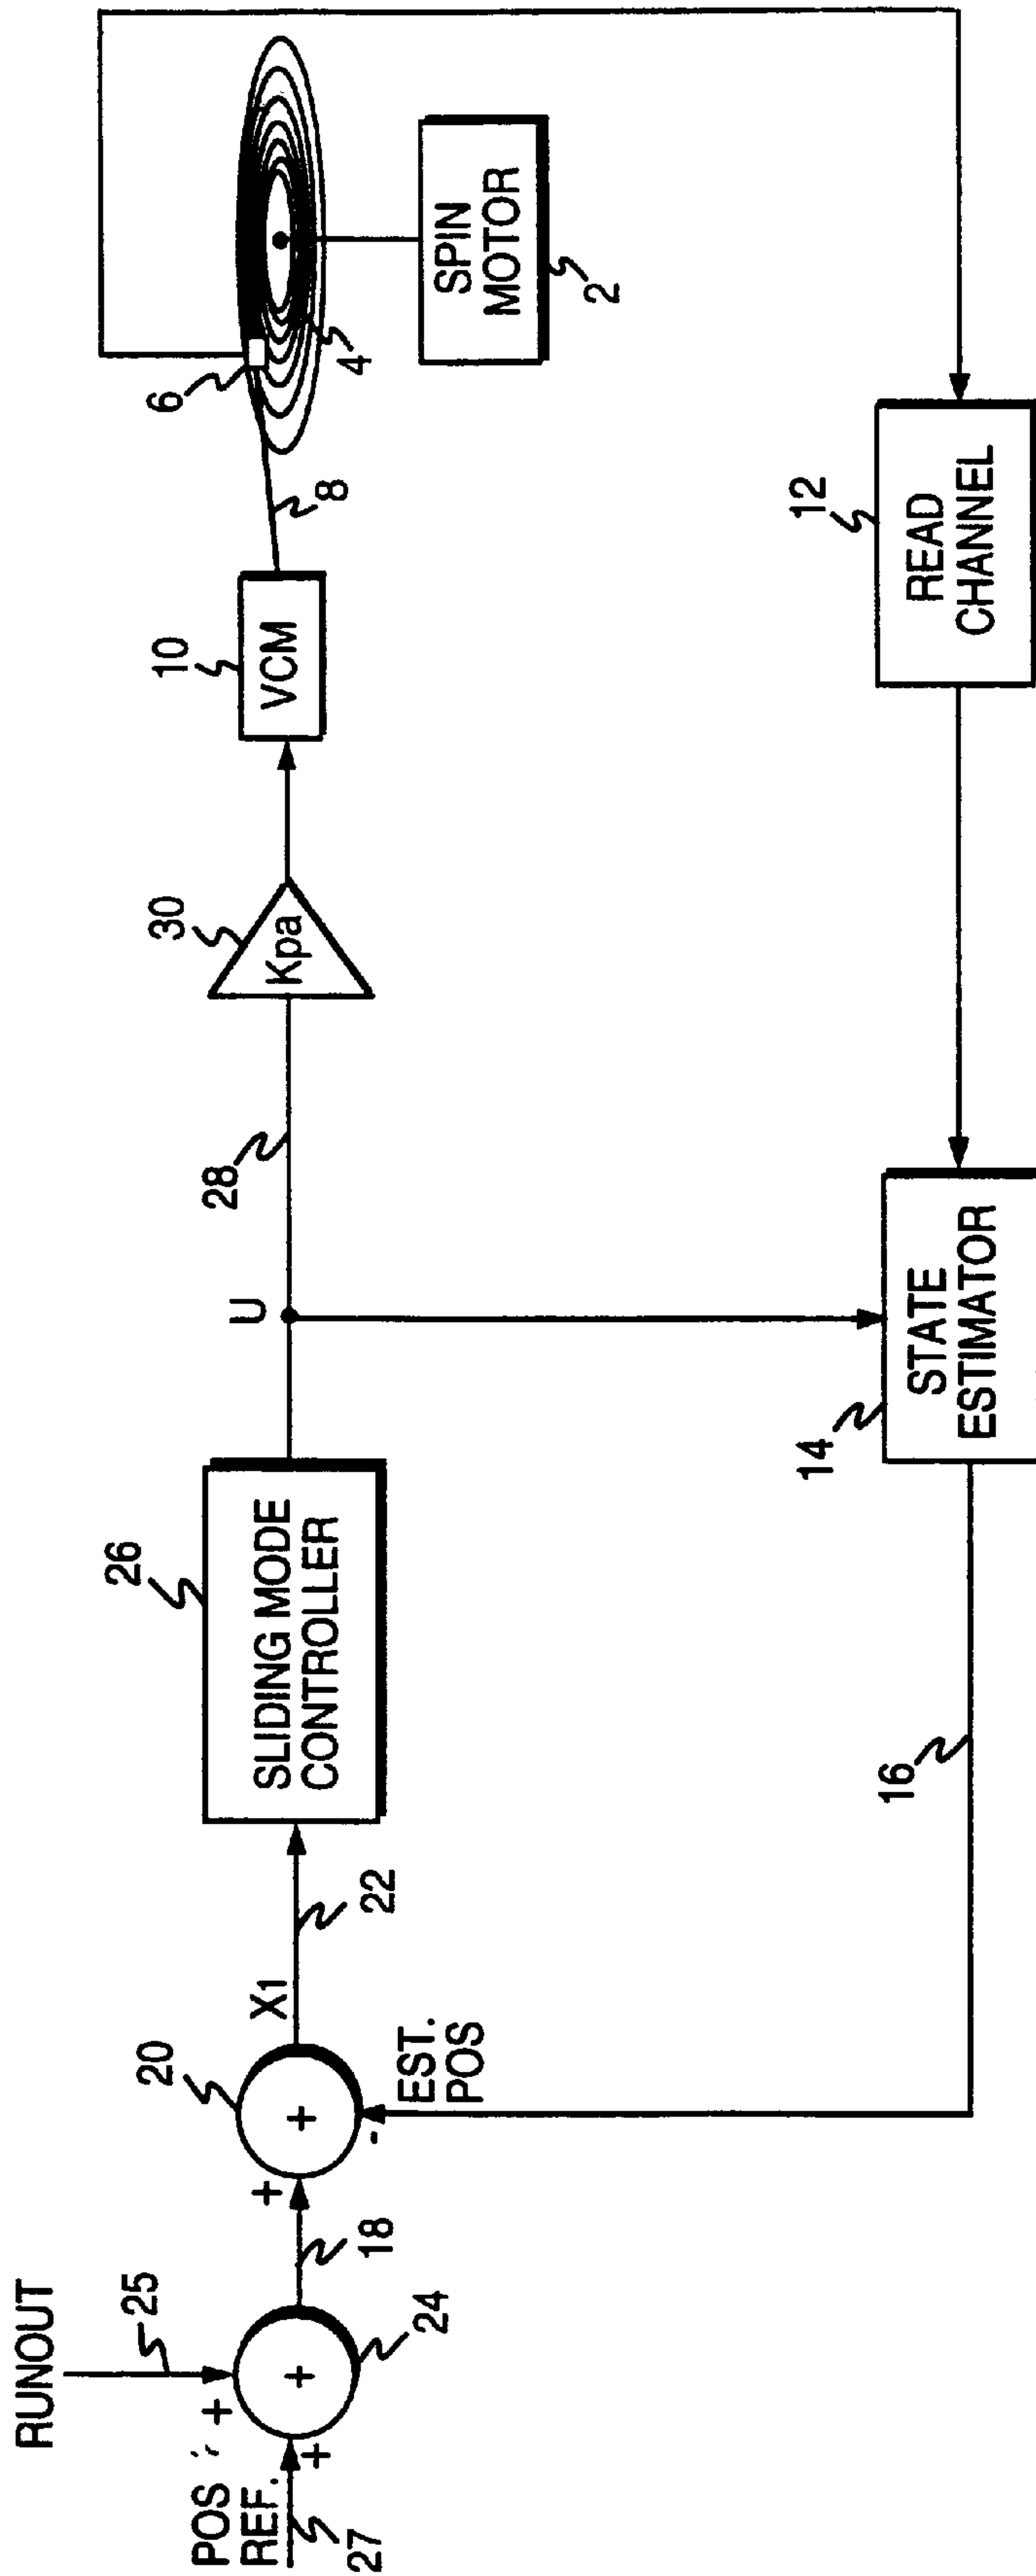 RUNOUT
25
POS
REF.
27
+
+
+
24
18
+
+
-
20
EST.
POS
X1
22
26
SLIDING MODE
CONTROLLER
U
28
30
Kpa
10
VCM
8
6
4
SPIN
MOTOR
2
12
READ
CHANNEL
14
STATE
ESTIMATOR
16